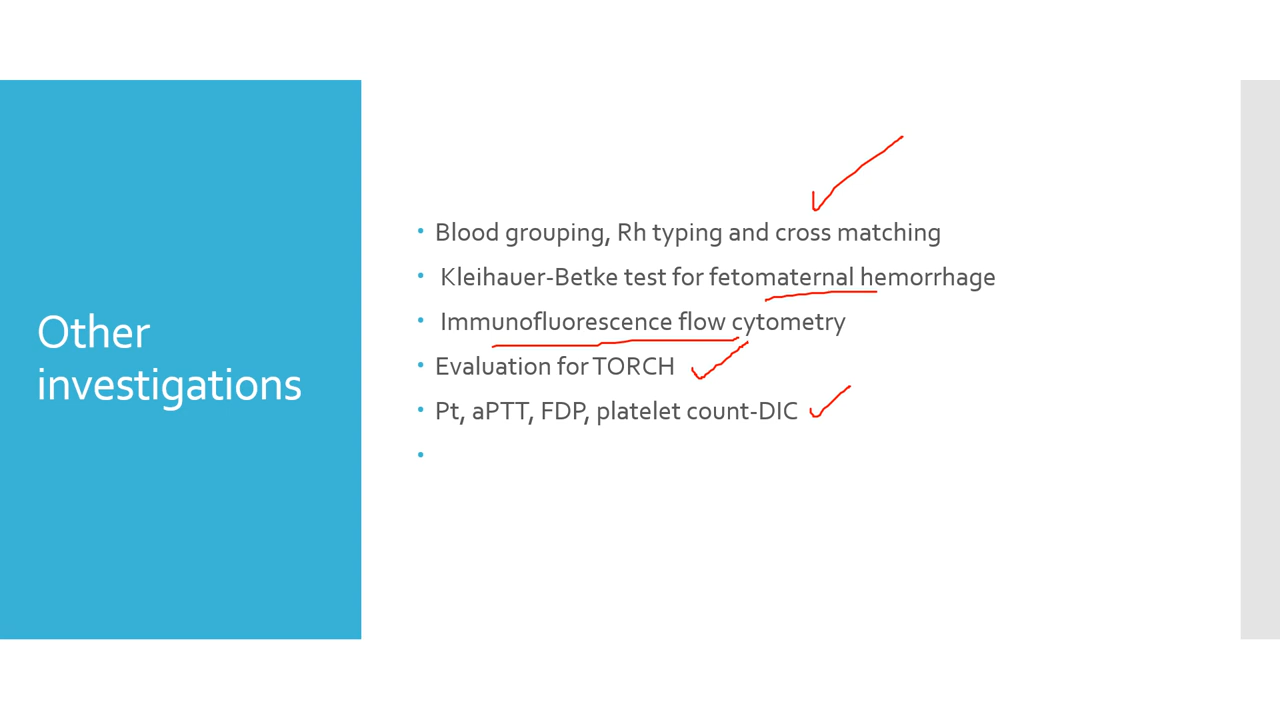 Other
investigations
• Blood grouping, Rh typing and cross matching
• Kleihauer-Betke test for fetomaternal hemorrhage
• Immunofluorescence flow cytometry
• Evaluation for TORCH
• Pt, aPTT, FDP, platelet count-DIC
•